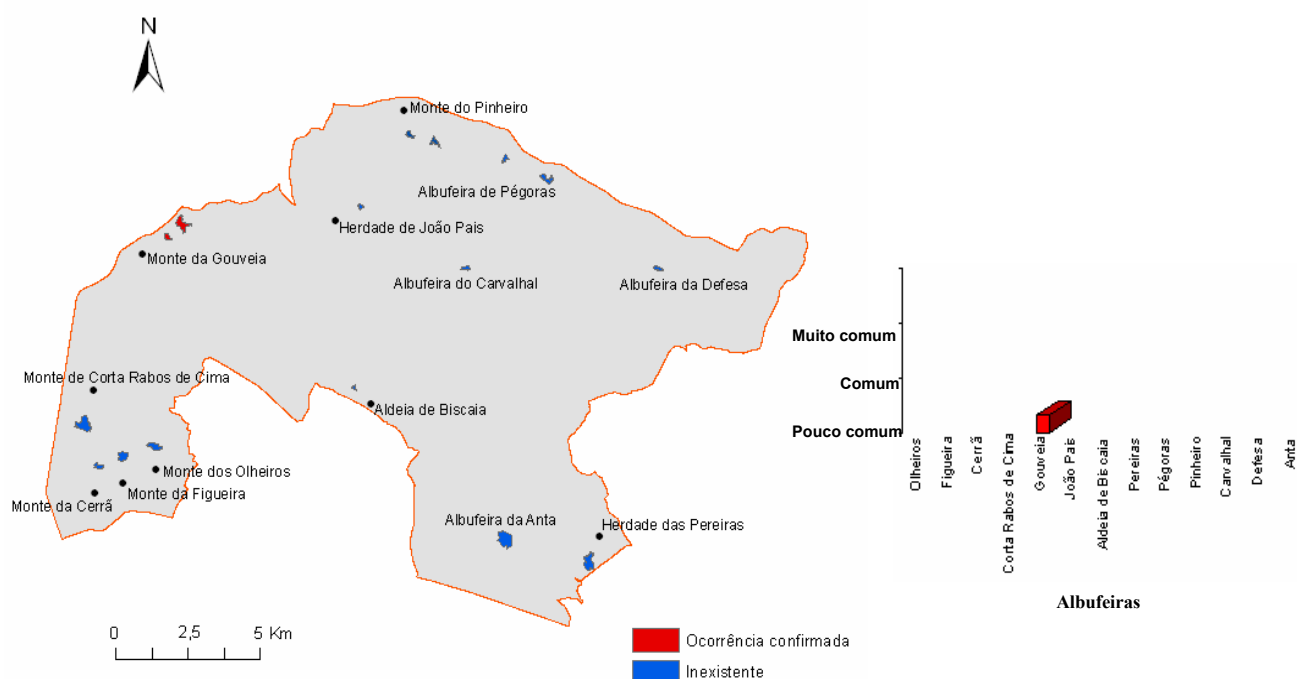 N
Monte do Pinheiro
Albufeira de Pégoras
Herdade de João Pais
Monte da Gouveia
Albufeira do Carvalhal
Albufeira da Defesa
Monte de Corta Rabos de Cima
Aldeia de Biscaia
Monte dos Olheiros
Monte da Figueira
Monte da Cerrã
Albufeira da Anta
Herdade das Pereiras
0 2,5 5 Km
Ocorrência confirmada
Inexistente
Muito comum
Comum
Pouco comum
Olheiros
Figueira
Cerrã
Corta Rabos de Cima
Gouveia
João Pais
Aldeia de Biscaia
Pereiras
Pégoras
Pinheiro
Carvalhal
Defesa
Anta
Albufeiras